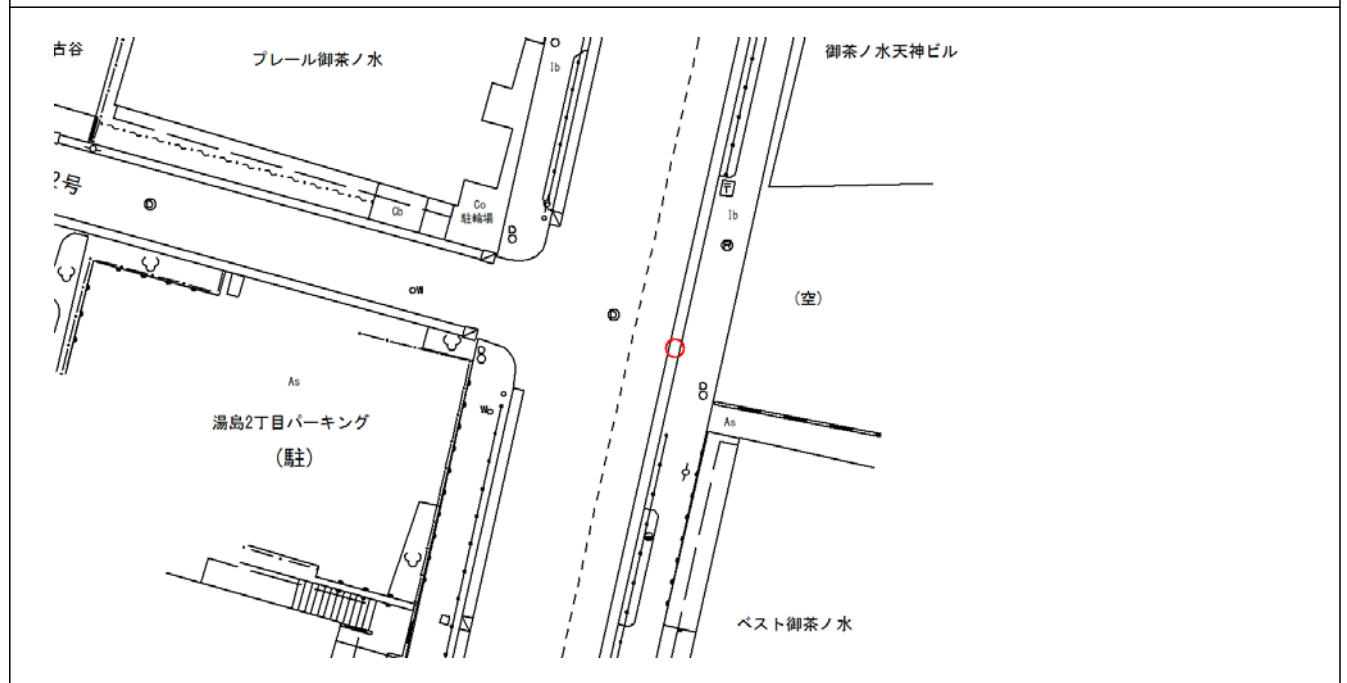 古谷
プレール御茶ノ水
lb
御茶ノ水天神ビル
2号
D
Cb
Co
駐輪場
D
〒
lb
W
D
(空)
As
湯島2丁目パーキング
(駐)
W
D
As
ベスト御茶ノ水